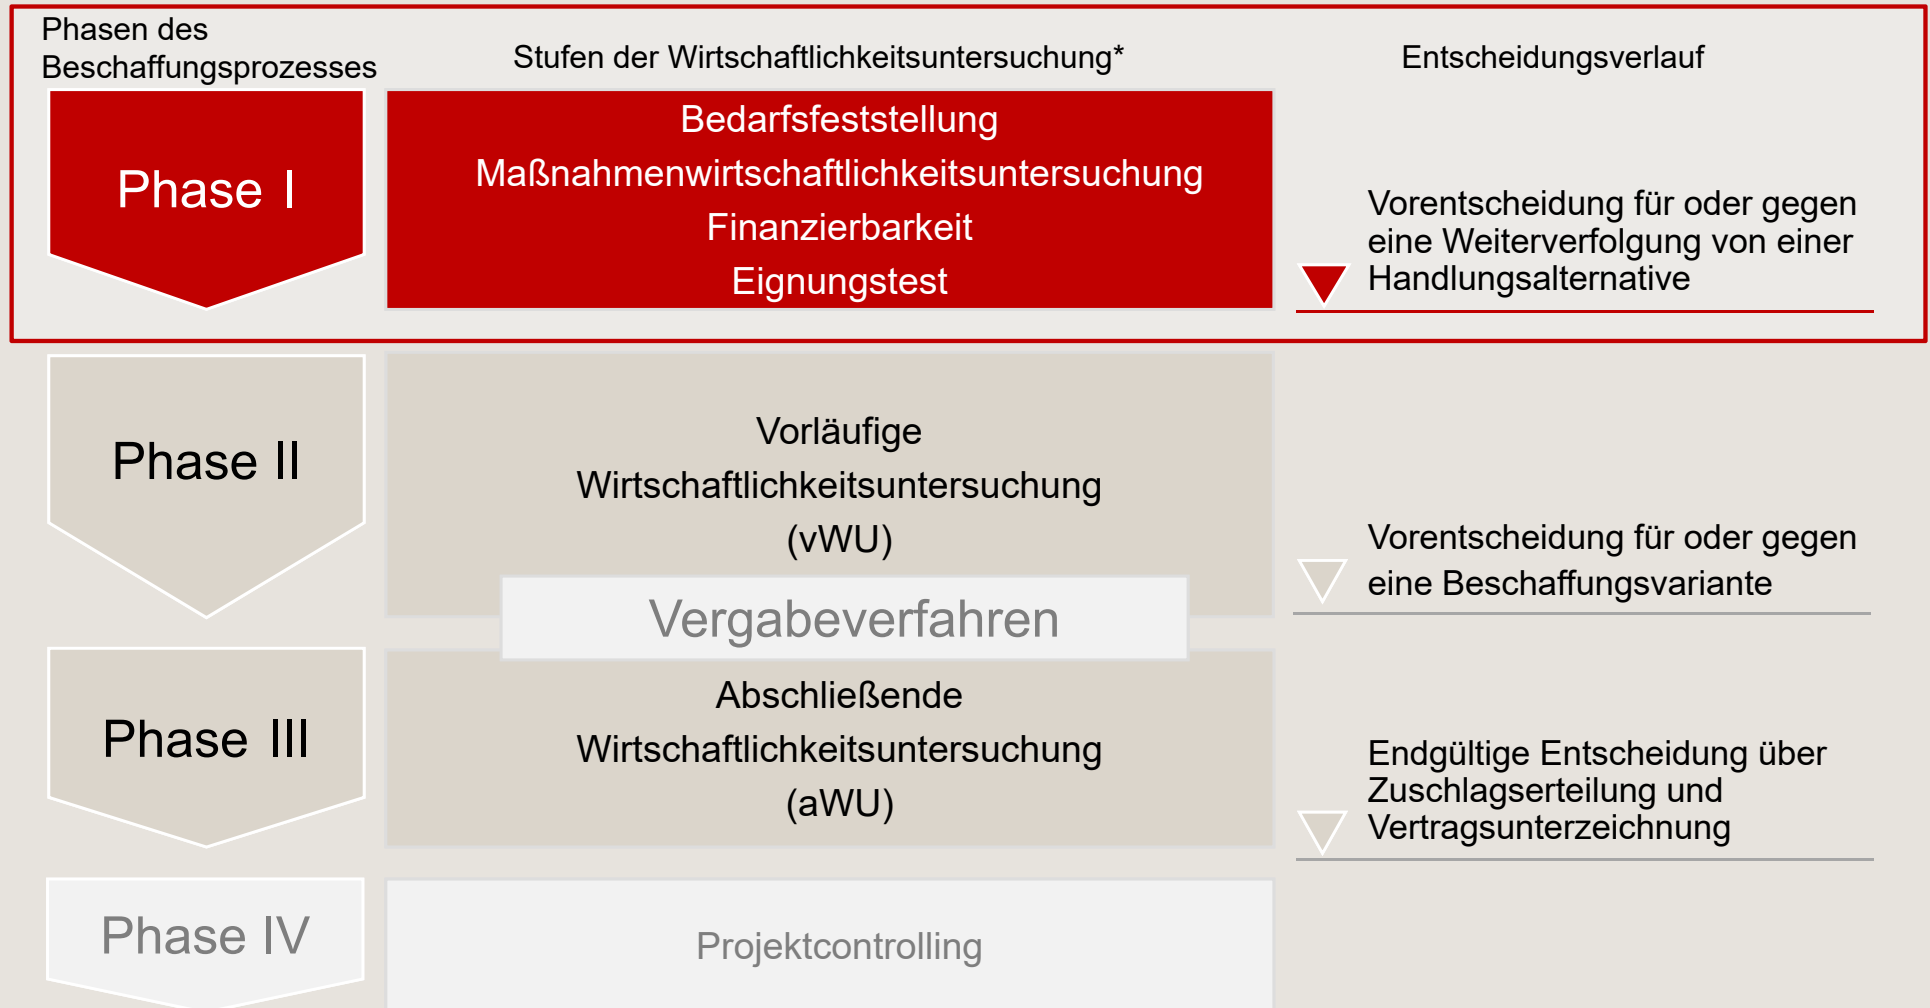 Phasen des
Beschaffungsprozesses
Stufen der Wirtschaftlichkeitsuntersuchung*
Entscheidungsverlauf
Phase I
Bedarfsfeststellung
Maßnahmenwirtschaftlichkeitsuntersuchung
Finanzierbarkeit
Eignungstest
Vorentscheidung für oder gegen
eine Weiterverfolgung von einer
Handlungsalternative
Phase II
Vorläufige
Wirtschaftlichkeitsuntersuchung
(vWU)
Vorentscheidung für oder gegen
eine Beschaffungsvariante
Vergabeverfahren
Phase III
Abschließende
Wirtschaftlichkeitsuntersuchung
(aWU)
Endgültige Entscheidung über
Zuschlagserteilung und
Vertragsunterzeichnung
Phase IV
Projektcontrolling